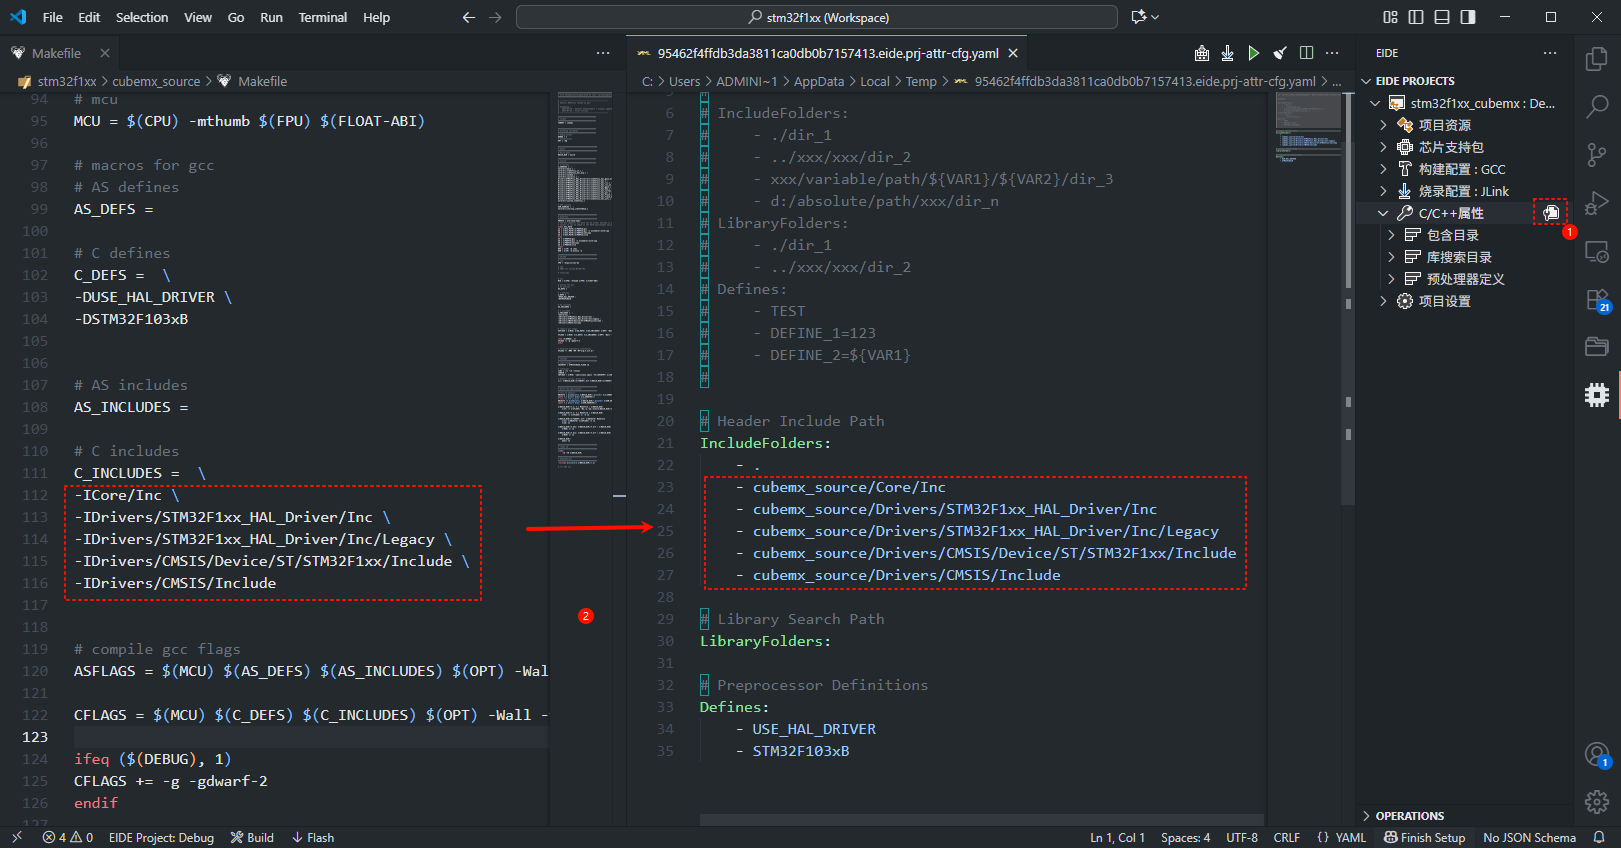 File Edit Selection View Go Run Terminal Help
stm32f1xx (Workspace)
Makefile
stm32f1xx > cubemx_source > Makefile
94 # mcu
95 MCU = $(CPU) -mthumb $(FPU) $(FLOAT-ABI)
96
97 # macros for gcc
98 # AS defines
99 AS_DEFS =
100
101 # C defines
102 C_DEFS =  \
103 -DUSE_HAL_DRIVER \
104 -DSTM32F103xB
105
106
107 # AS includes
108 AS_INCLUDES =
109
110 # C includes
111 C_INCLUDES =  \
112 -ICore/Inc \
113 -IDrivers/STM32F1xx_HAL_Driver/Inc \
114 -IDrivers/STM32F1xx_HAL_Driver/Inc/Legacy \
115 -IDrivers/CMSIS/Device/ST/STM32F1xx/Include \
116 -IDrivers/CMSIS/Include
117
118
119 # compile gcc flags
120 ASFLAGS = $(MCU) $(AS_DEFS) $(AS_INCLUDES) $(OPT) -Wal
121
122 CFLAGS = $(MCU) $(C_DEFS) $(C_INCLUDES) $(OPT) -Wall -
123
124 ifeq ($(DEBUG), 1)
125 CFLAGS += -g -gdwarf-2
126 endif
127
2
95462f4ffdb3da3811ca0db0b7157413.eide.prj-attr-cfg.yaml
C: > Users > ADMINI~1 > AppData > Local > Temp > 95462f4ffdb3da3811ca0db0b7157413.eide.prj-attr-cfg.yaml > ...
6 # IncludeFolders:
7 #     - ./dir_1
8 #     - ../xxx/xxx/dir_2
9 #     - xxx/variable/path/${VAR1}/${VAR2}/dir_3
10 #     - d:/absolute/path/xxx/dir_n
11 # LibraryFolders:
12 #     - ./dir_1
13 #     - ../xxx/xxx/dir_2
14 # Defines:
15 #     - TEST
16 #     - DEFINE_1=123
17 #     - DEFINE_2=${VAR1}
18 #
19
20 # Header Include Path
21 IncludeFolders:
22     - .
23     - cubemx_source/Core/Inc
24     - cubemx_source/Drivers/STM32F1xx_HAL_Driver/Inc
25     - cubemx_source/Drivers/STM32F1xx_HAL_Driver/Inc/Legacy
26     - cubemx_source/Drivers/CMSIS/Device/ST/STM32F1xx/Include
27     - cubemx_source/Drivers/CMSIS/Include
28
29 # Library Search Path
30 LibraryFolders:
31
32 # Preprocessor Definitions
33 Defines:
34     - USE_HAL_DRIVER
35     - STM32F103xB
EIDE
EIDE PROJECTS
stm32f1xx_cubemx : De...
项目资源
芯片支持包
构建配置 : GCC
烧录配置 : JLink
C/C++属性
1
包含目录
库搜索目录
预处理器定义
项目设置
OPERATIONS
21
1
4 0 EIDE Project: Debug Build Flash
Ln 1, Col 1 Spaces: 4 UTF-8 CRLF {} YAML Finish Setup No JSON Schema